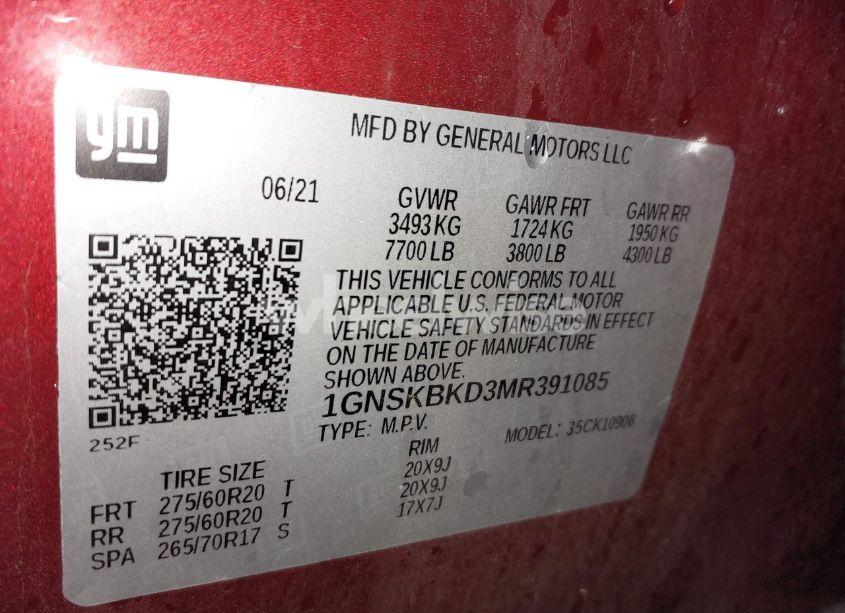 gm
MFD BY GENERAL MOTORS LLC
06/21
GVWR GAWR FRT GAWR RR
3493 KG 1724 KG 1950 KG
7700 LB 3800 LB 4300 LB
THIS VEHICLE CONFORMS TO ALL
APPLICABLE U.S. FEDERAL MOTOR
VEHICLE SAFETY STANDARDS IN EFFECT
ON THE DATE OF MANUFACTURE
SHOWN ABOVE.
1GNSKBKD3MR391085
TYPE: M.P.V. MODEL: 35CK10906
252F
TIRE SIZE RIM
FRT 275/60R20 T 20X9J
RR 275/60R20 T 20X9J
SPA 265/70R17 S 17X7J